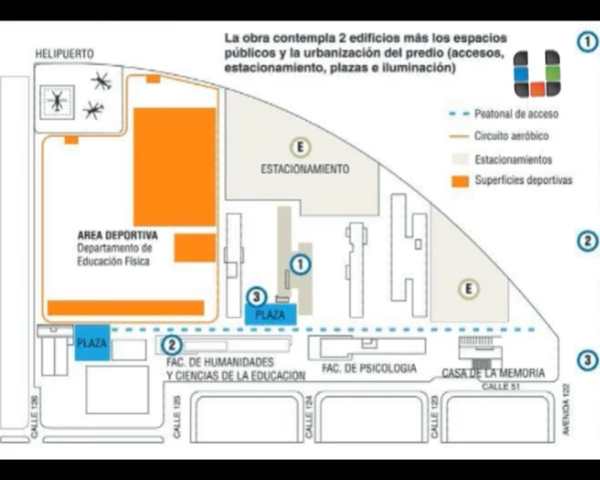 La obra contempla 2 edificios más los espacios
públicos y la urbanización del predio (accesos,
estacionamiento, plazas e iluminación)
1
HELIPUERTO
Peatonal de acceso
Circuito aeróbico
Estacionamientos
Superficies deportivas
E
ESTACIONAMIENTO
AREA DEPORTIVA
Departamento de
Educación Física
2
1
E
3
PLAZA
PLAZA
2
FAC. DE HUMANIDADES
Y CIENCIAS DE LA EDUCACION
FAC. DE PSICOLOGIA
CASA DE LA MEMORIA
3
CALLE 51
CALLE 126
CALLE 125
CALLE 124
CALLE 123
AVENIDA 122